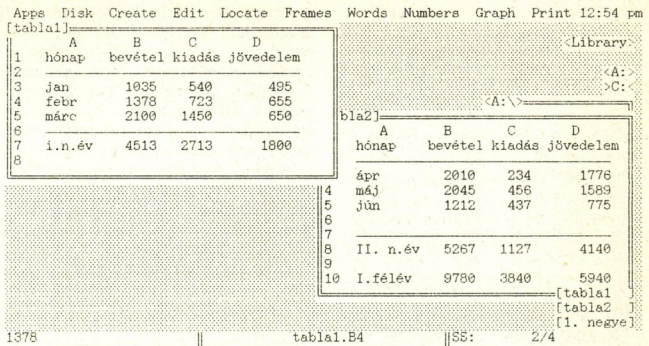 Apps Disk Create Edit Locate Frames Words Numbers Graph Print 12:54 pm
[tabla1]
A B C D
1 hónap bevétel kiadás jövedelem
2
3 jan 1035 540 495
4 febr 1378 723 655
5 márc 2100 1450 650
6
7 i.n.év 4513 2713 1800
8
<Library>
<A:>
>C:<
<A:\>
bla2]
A B C D
hónap bevétel kiadás jövedelem
ápr 2010 234 1776
4 máj 2045 456 1589
5 jún 1212 437 775
6
7
8 II. n.év 5267 1127 4140
9
10 I.félév 9780 3840 5940
[tabla1 ]
[tabla2 ]
[1. negye]
1378 tabla1.B4 SS: 2/4